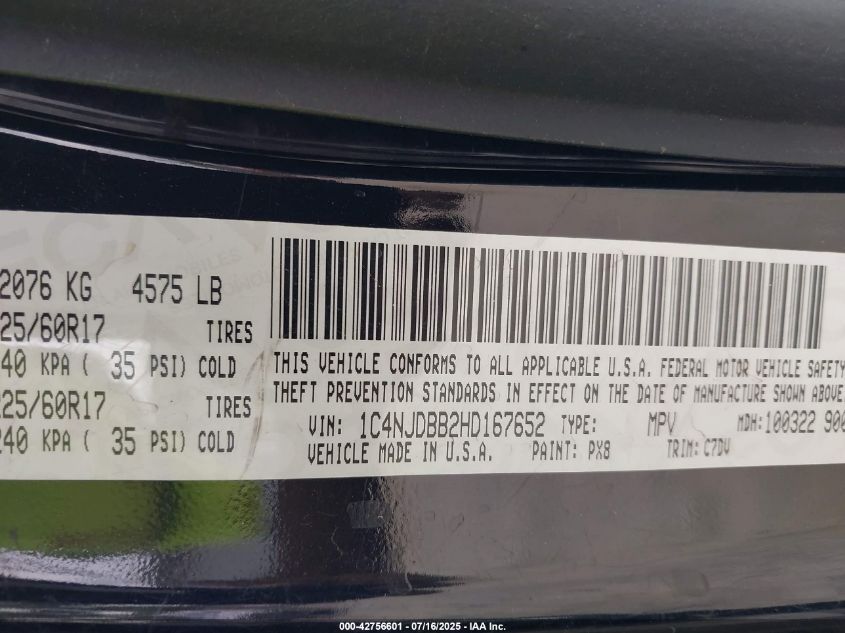 2076 KG 4575 LB
25/60R17 TIRES
40 KPA ( 35 PSI) COLD
225/60R17 TIRES
240 KPA ( 35 PSI) COLD
THIS VEHICLE CONFORMS TO ALL APPLICABLE U.S.A. FEDERAL MOTOR VEHICLE SAFETY
THEFT PREVENTION STANDARDS IN EFFECT ON THE DATE OF MANUFACTURE SHOWN ABOVE.
VIN: 1C4NJDBB2HD167652 TYPE: MPV MDH: 100322 900
VEHICLE MADE IN U.S.A. PAINT: PX8 TRIM: C7DV
000-42756601 - 07/16/2025 - IAA Inc.